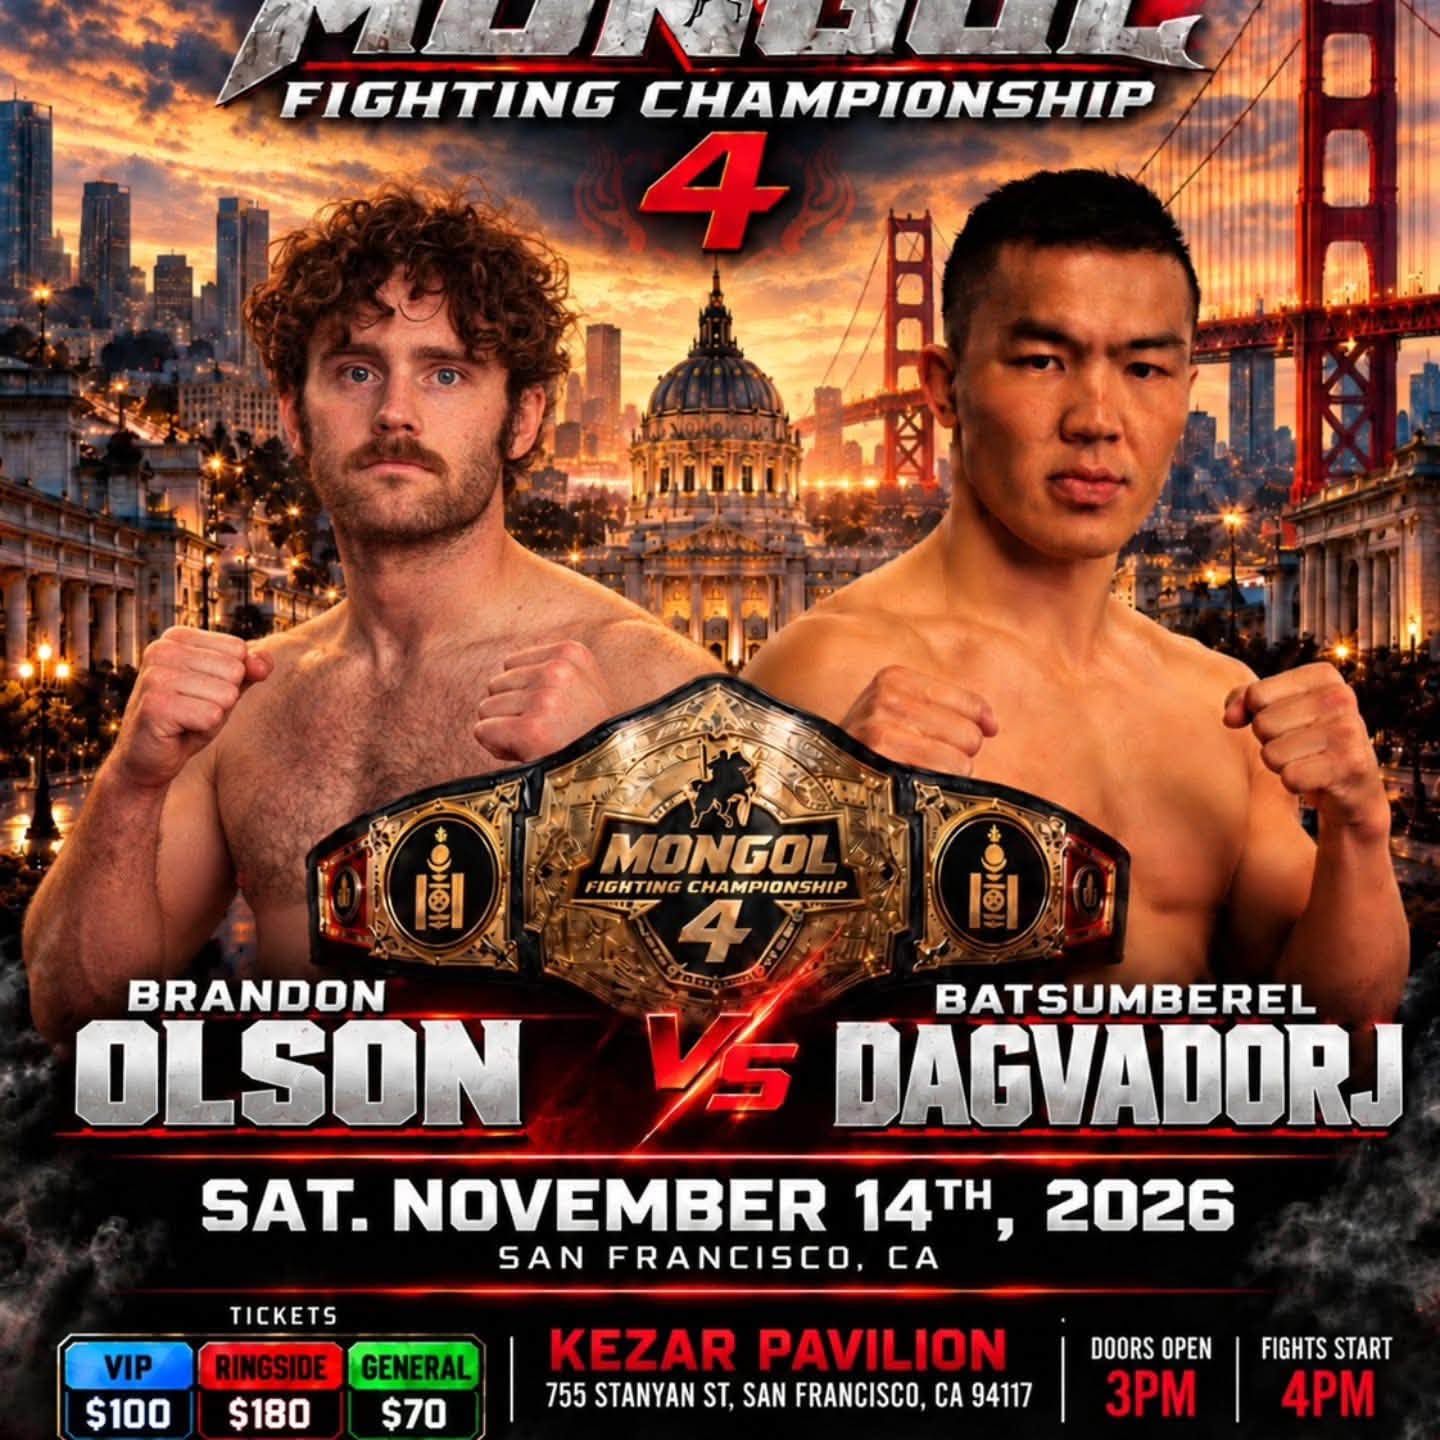 MONGOL
FIGHTING CHAMPIONSHIP
4
MONGOL
FIGHTING CHAMPIONSHIP
4
BRANDON
OLSON
VS
BATSUMBEREL
DAGVADORJ
SAT. NOVEMBER 14TH, 2026
SAN FRANCISCO, CA
TICKETS
VIP
$100
RINGSIDE
$180
GENERAL
$70
KEZAR PAVILION
755 STANYAN ST, SAN FRANCISCO, CA 94117
DOORS OPEN
3PM
FIGHTS START
4PM